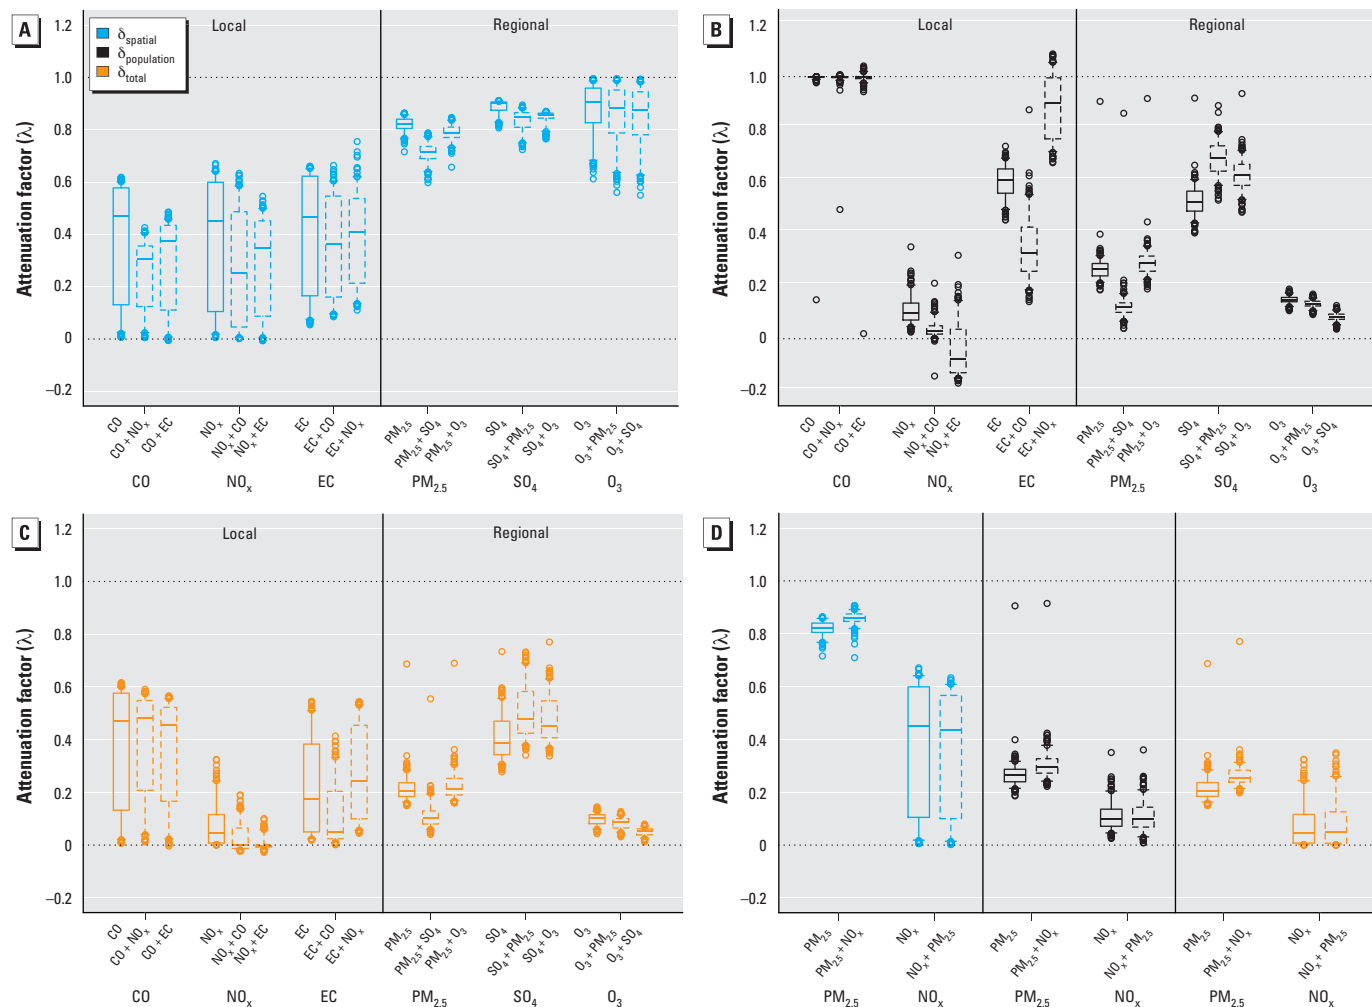 A
Local
Regional
δspatial
δpopulation
δtotal
Attenuation factor (λ)
1.2
1.0
0.8
0.6
0.4
0.2
0
–0.2
CO
CO + NOx
CO + EC
NOx
NOx + CO
NOx + EC
EC
EC + CO
EC + NOx
PM2.5
PM2.5 + SO4
PM2.5 + O3
SO4
SO4 + PM2.5
SO4 + O3
O3
O3 + PM2.5
O3 + SO4
CO
NOx
EC
PM2.5
SO4
O3
B
Local
Regional
Attenuation factor (λ)
1.2
1.0
0.8
0.6
0.4
0.2
0
–0.2
CO
CO + NOx
CO + EC
NOx
NOx + CO
NOx + EC
EC
EC + CO
EC + NOx
PM2.5
PM2.5 + SO4
PM2.5 + O3
SO4
SO4 + PM2.5
SO4 + O3
O3
O3 + PM2.5
O3 + SO4
CO
NOx
EC
PM2.5
SO4
O3
C
Local
Regional
Attenuation factor (λ)
1.2
1.0
0.8
0.6
0.4
0.2
0
–0.2
CO
CO + NOx
CO + EC
NOx
NOx + CO
NOx + EC
EC
EC + CO
EC + NOx
PM2.5
PM2.5 + SO4
PM2.5 + O3
SO4
SO4 + PM2.5
SO4 + O3
O3
O3 + PM2.5
O3 + SO4
CO
NOx
EC
PM2.5
SO4
O3
D
Attenuation factor (λ)
1.2
1.0
0.8
0.6
0.4
0.2
0
–0.2
PM2.5
PM2.5 + NOx
NOx
NOx + PM2.5
PM2.5
PM2.5 + NOx
NOx
NOx + PM2.5
PM2.5
PM2.5 + NOx
NOx
NOx + PM2.5
PM2.5
NOx
PM2.5
NOx
PM2.5
NOx